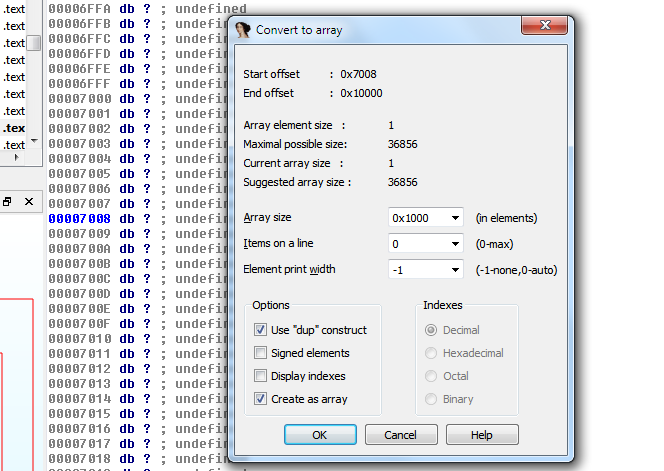 .text
.text
.text
.text
.text
.text
.text
.tex
.text
00006FFA db ? ; undefined
00006FFB db ? ; undefin
00006FFC db ? ; undefin
00006FFD db ? ; undefin
00006FFE db ? ; undefin
00006FFF db ? ; undefin
00007000 db ? ; undefin
00007001 db ? ; undefin
00007002 db ? ; undefin
00007003 db ? ; undefin
00007004 db ? ; undefin
00007005 db ? ; undefin
00007006 db ? ; undefin
00007007 db ? ; undefin
00007008 db ? ; undefin
00007009 db ? ; undefin
0000700A db ? ; undefin
0000700B db ? ; undefin
0000700C db ? ; undefin
0000700D db ? ; undefin
0000700E db ? ; undefin
0000700F db ? ; undefin
00007010 db ? ; undefin
00007011 db ? ; undefin
00007012 db ? ; undefin
00007013 db ? ; undefin
00007014 db ? ; undefin
00007015 db ? ; undefin
00007016 db ? ; undefin
00007017 db ? ; undefin
00007018 db ? ; undefined
Convert to array
Start offset : 0x7008
End offset : 0x10000
Array element size : 1
Maximal possible size: 36856
Current array size : 1
Suggested array size : 36856
Array size 0x1000 (in elements)
Items on a line 0 (0-max)
Element print width -1 (-1-none,0-auto)
Options
Use "dup" construct
Signed elements
Display indexes
Create as array
Indexes
Decimal
Hexadecimal
Octal
Binary
OK Cancel Help